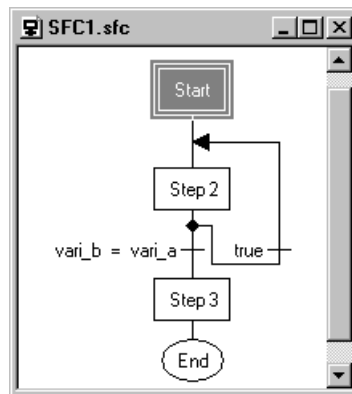 SFC1.sfc
Start
Step 2
vari_b = vari_a
true
Step 3
End